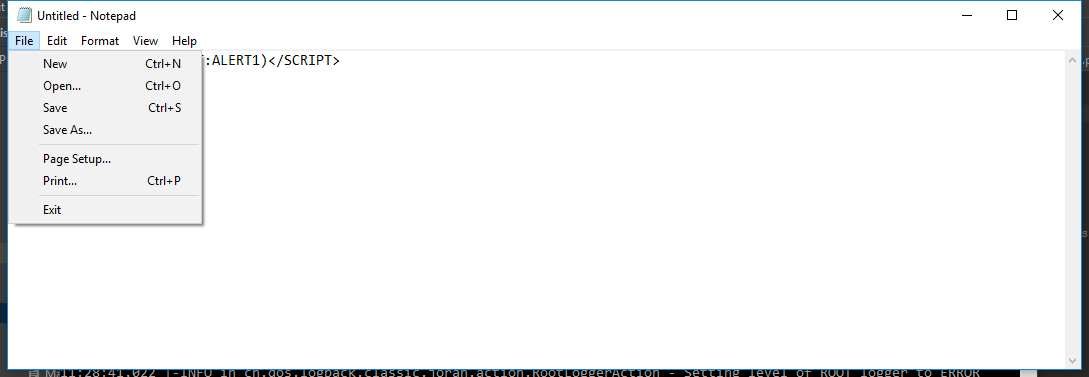 Untitled - Notepad
File Edit Format View Help
:ALERT1)</SCRIPT>
New Ctrl+N
Open... Ctrl+O
Save Ctrl+S
Save As...
Page Setup...
Print... Ctrl+P
Exit
11:28:41,022 |-INFO in ch.qos.logback.classic.joran.action.RootLoggerAction - Setting level of ROOT logger to ERROR